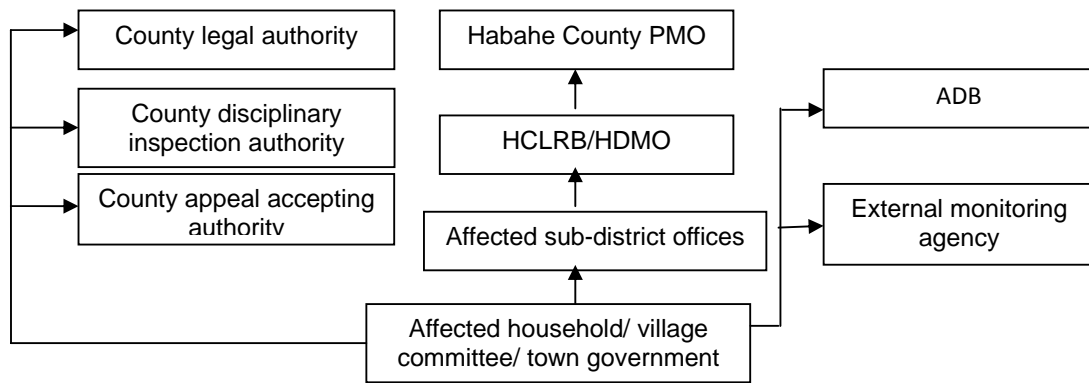 County legal authority
County disciplinary
inspection authority
County appeal accepting
authority
Habahe County PMO
HCLRB/HDMO
Affected sub-district offices
Affected household/ village
committee/ town government
ADB
External monitoring
agency